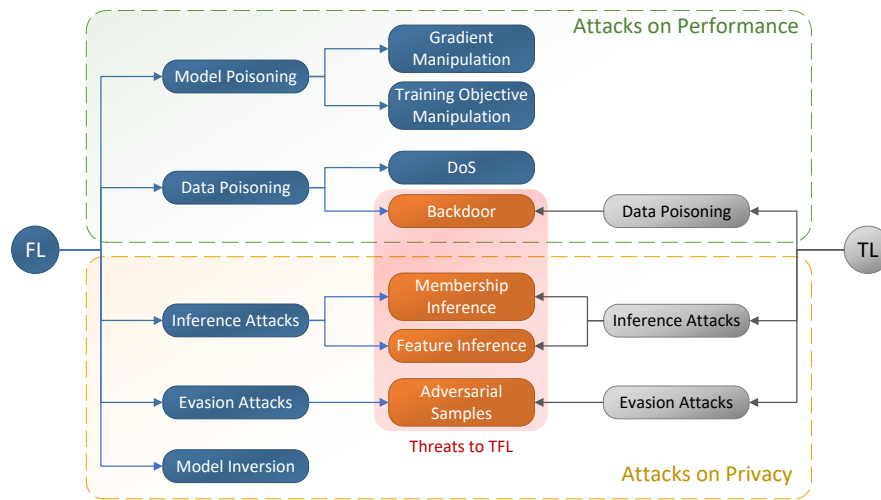 Attacks on Performance
Gradient
Manipulation
Model Poisoning
Training Objective
Manipulation
DoS
Data Poisoning
Backdoor
Data Poisoning
FL
TL
Membership
Inference
Inference Attacks
Inference Attacks
Feature Inference
Evasion Attacks
Adversarial
Samples
Evasion Attacks
Threats to TFL
Model Inversion
Attacks on Privacy